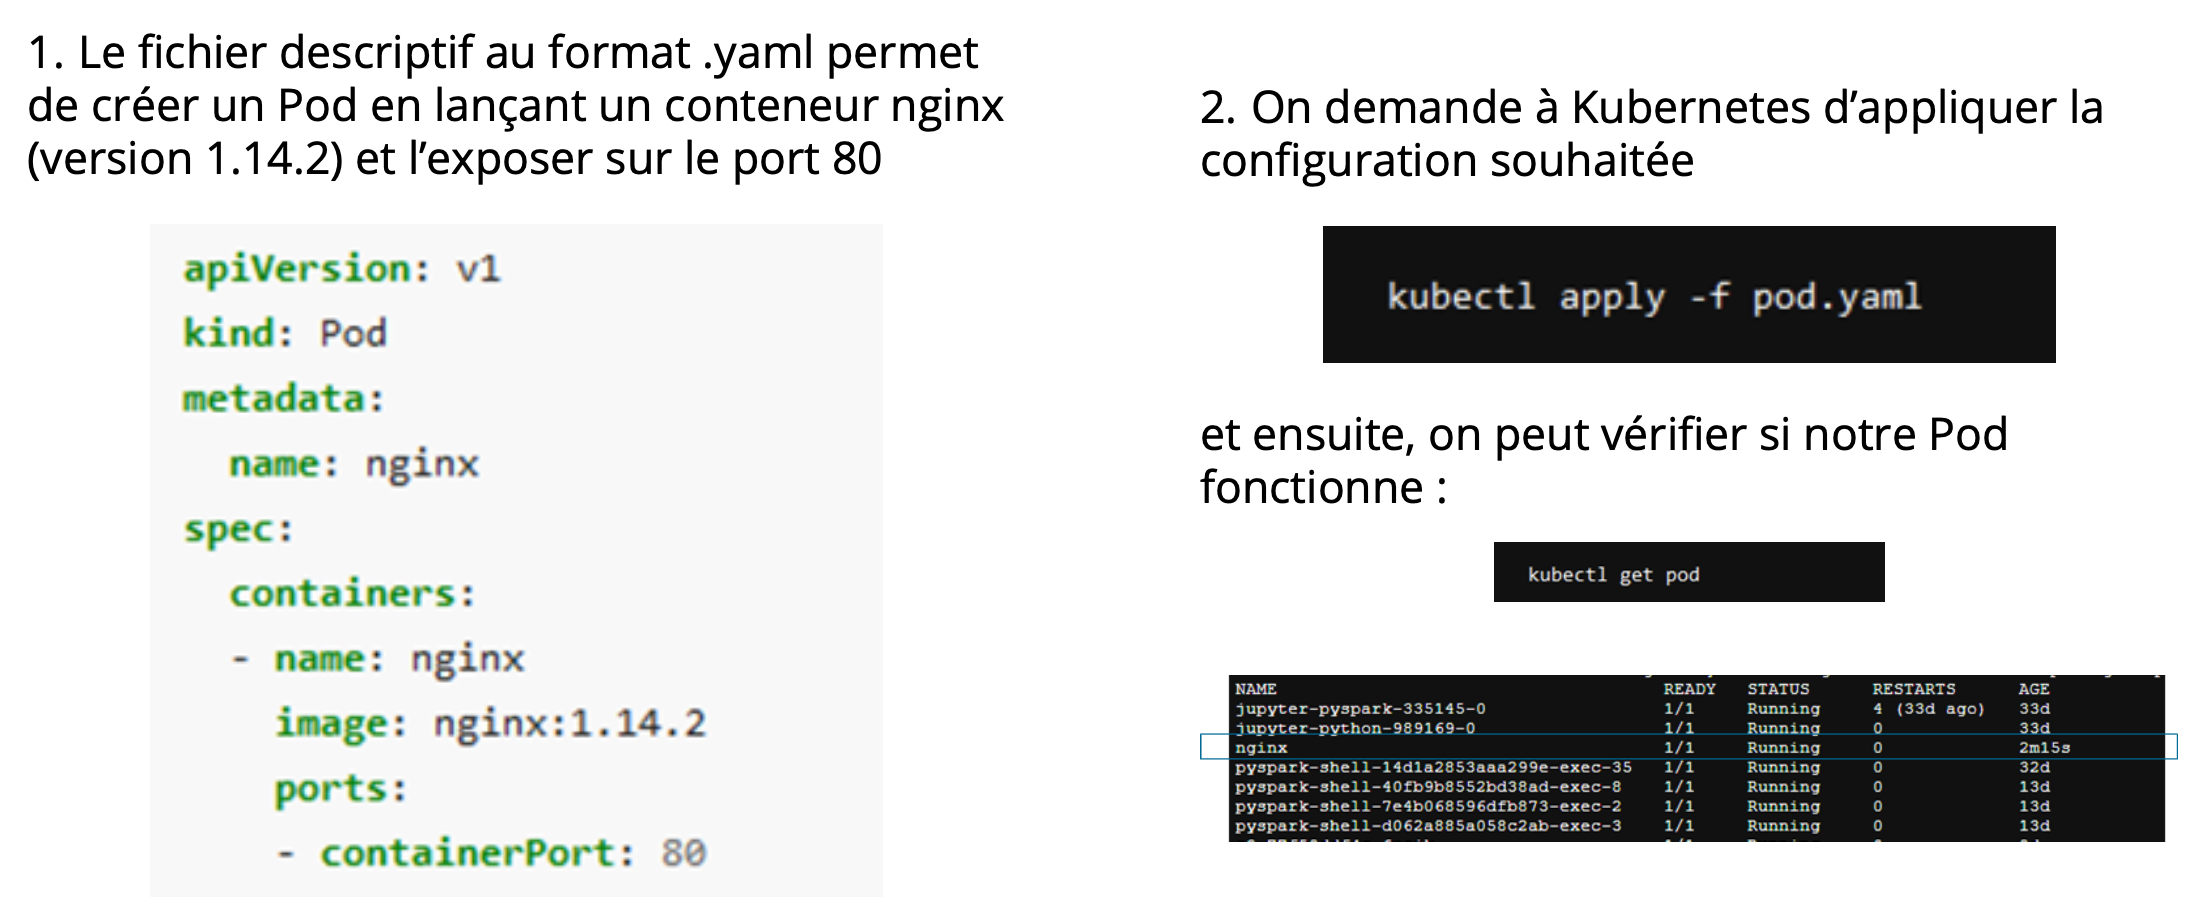 1. Le fichier descriptif au format .yaml permet
de créer un Pod en lançant un conteneur nginx
(version 1.14.2) et l’exposer sur le port 80
apiVersion: v1
kind: Pod
metadata:
  name: nginx
spec:
  containers:
  - name: nginx
    image: nginx:1.14.2
    ports:
    - containerPort: 80
2. On demande à Kubernetes d’appliquer la
configuration souhaitée
kubectl apply -f pod.yaml
et ensuite, on peut vérifier si notre Pod
fonctionne :
kubectl get pod
NAME READY STATUS RESTARTS AGE
jupyter-pyspark-335145-0 1/1 Running 4 (33d ago) 33d
jupyter-python-989169-0 1/1 Running 0 33d
nginx 1/1 Running 0 2m15s
pyspark-shell-14d1a2853aaa299e-exec-35 1/1 Running 0 32d
pyspark-shell-40fb9b8552bd38ad-exec-8 1/1 Running 0 13d
pyspark-shell-7e4b068596dfb873-exec-2 1/1 Running 0 13d
pyspark-shell-d062a885a058c2ab-exec-3 1/1 Running 0 13d